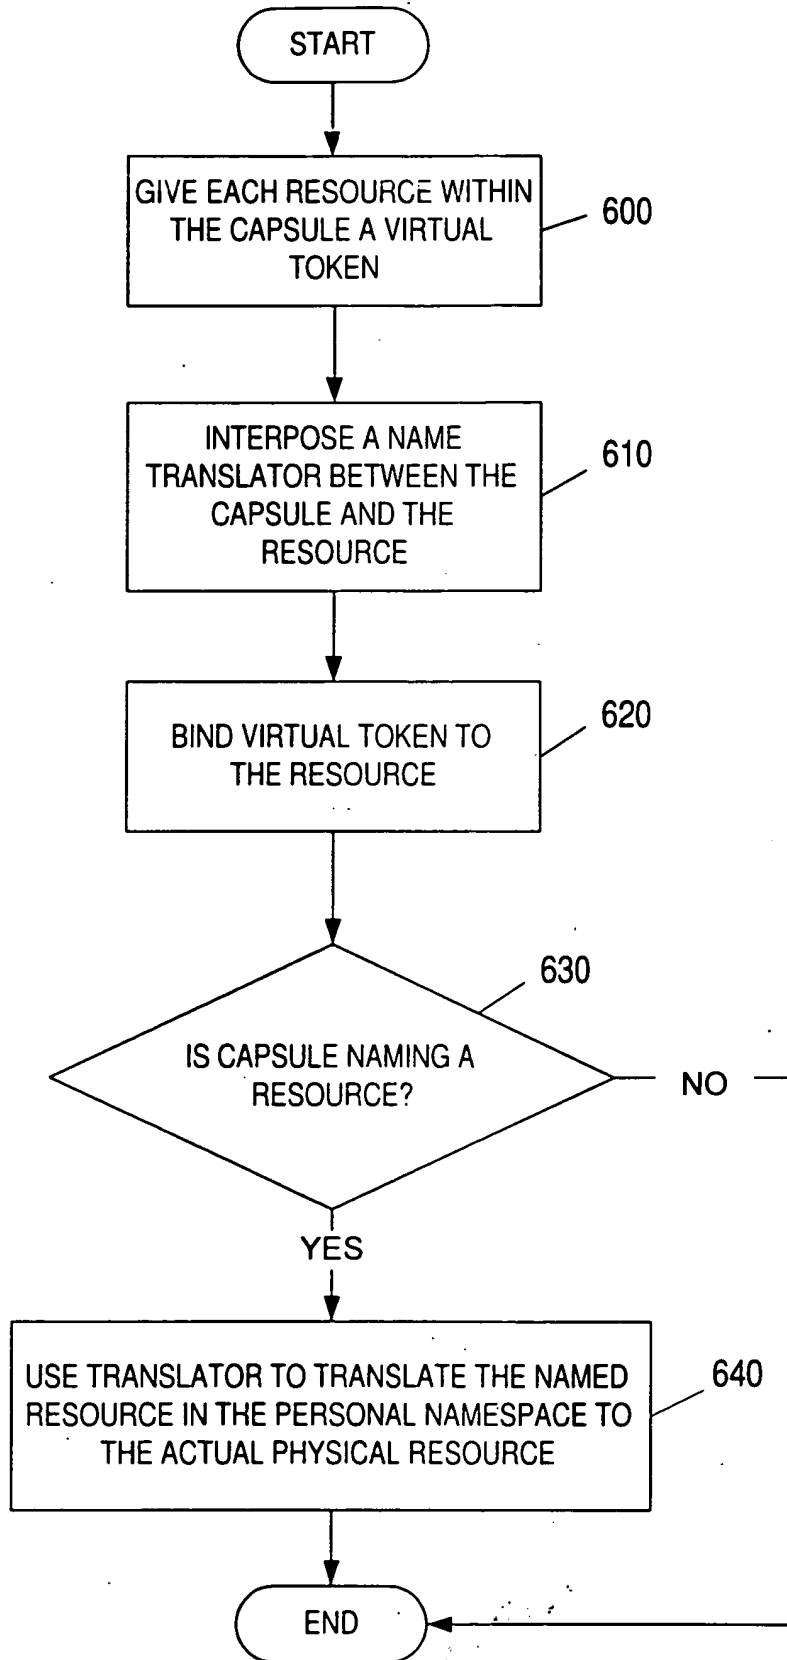 START
GIVE EACH RESOURCE WITHIN
THE CAPSULE A VIRTUAL
TOKEN
600
INTERPOSE A NAME
TRANSLATOR BETWEEN THE
CAPSULE AND THE
RESOURCE
610
BIND VIRTUAL TOKEN TO
THE RESOURCE
620
630
IS CAPSULE NAMING A
RESOURCE?
NO
YES
USE TRANSLATOR TO TRANSLATE THE NAMED
RESOURCE IN THE PERSONAL NAMESPACE TO
THE ACTUAL PHYSICAL RESOURCE
640
END